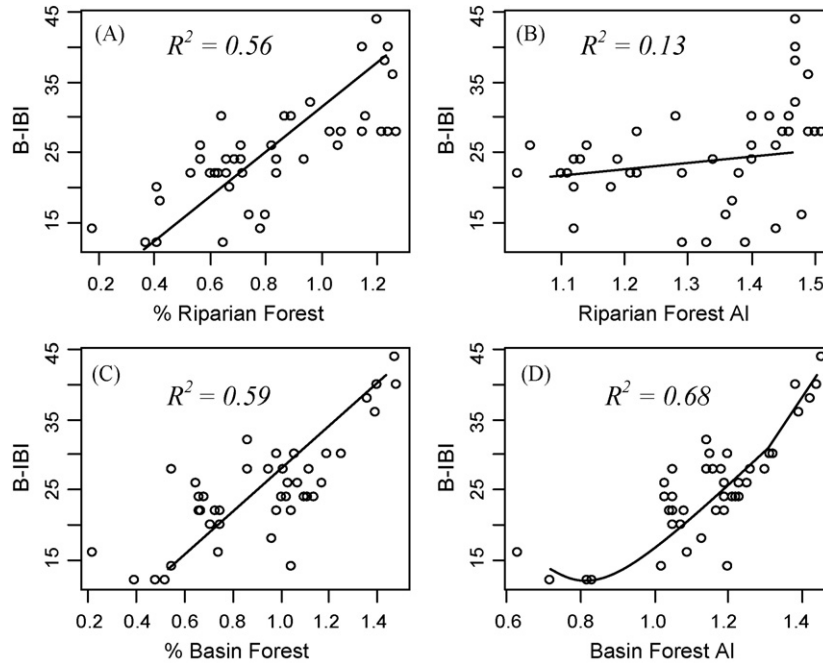 (A)
R² = 0.56
B-IBI
45
35
25
15
0.2 0.4 0.6 0.8 1.0 1.2
% Riparian Forest
(B)
R² = 0.13
B-IBI
45
35
25
15
1.1 1.2 1.3 1.4 1.5
Riparian Forest AI
(C)
R² = 0.59
B-IBI
45
35
25
15
0.2 0.4 0.6 0.8 1.0 1.2 1.4
% Basin Forest
(D)
R² = 0.68
B-IBI
45
35
25
15
0.6 0.8 1.0 1.2 1.4
Basin Forest AI